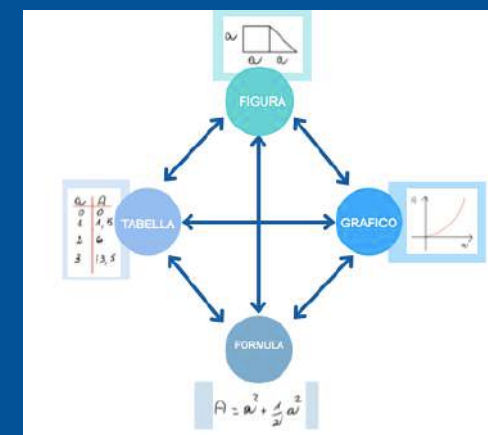 a
a a
FIGURA
a A
0 0
1 1,5
2 6
3 13,5
TABELLA
GRAFICO
a
FORMULA
A = a² + 1/2 a²